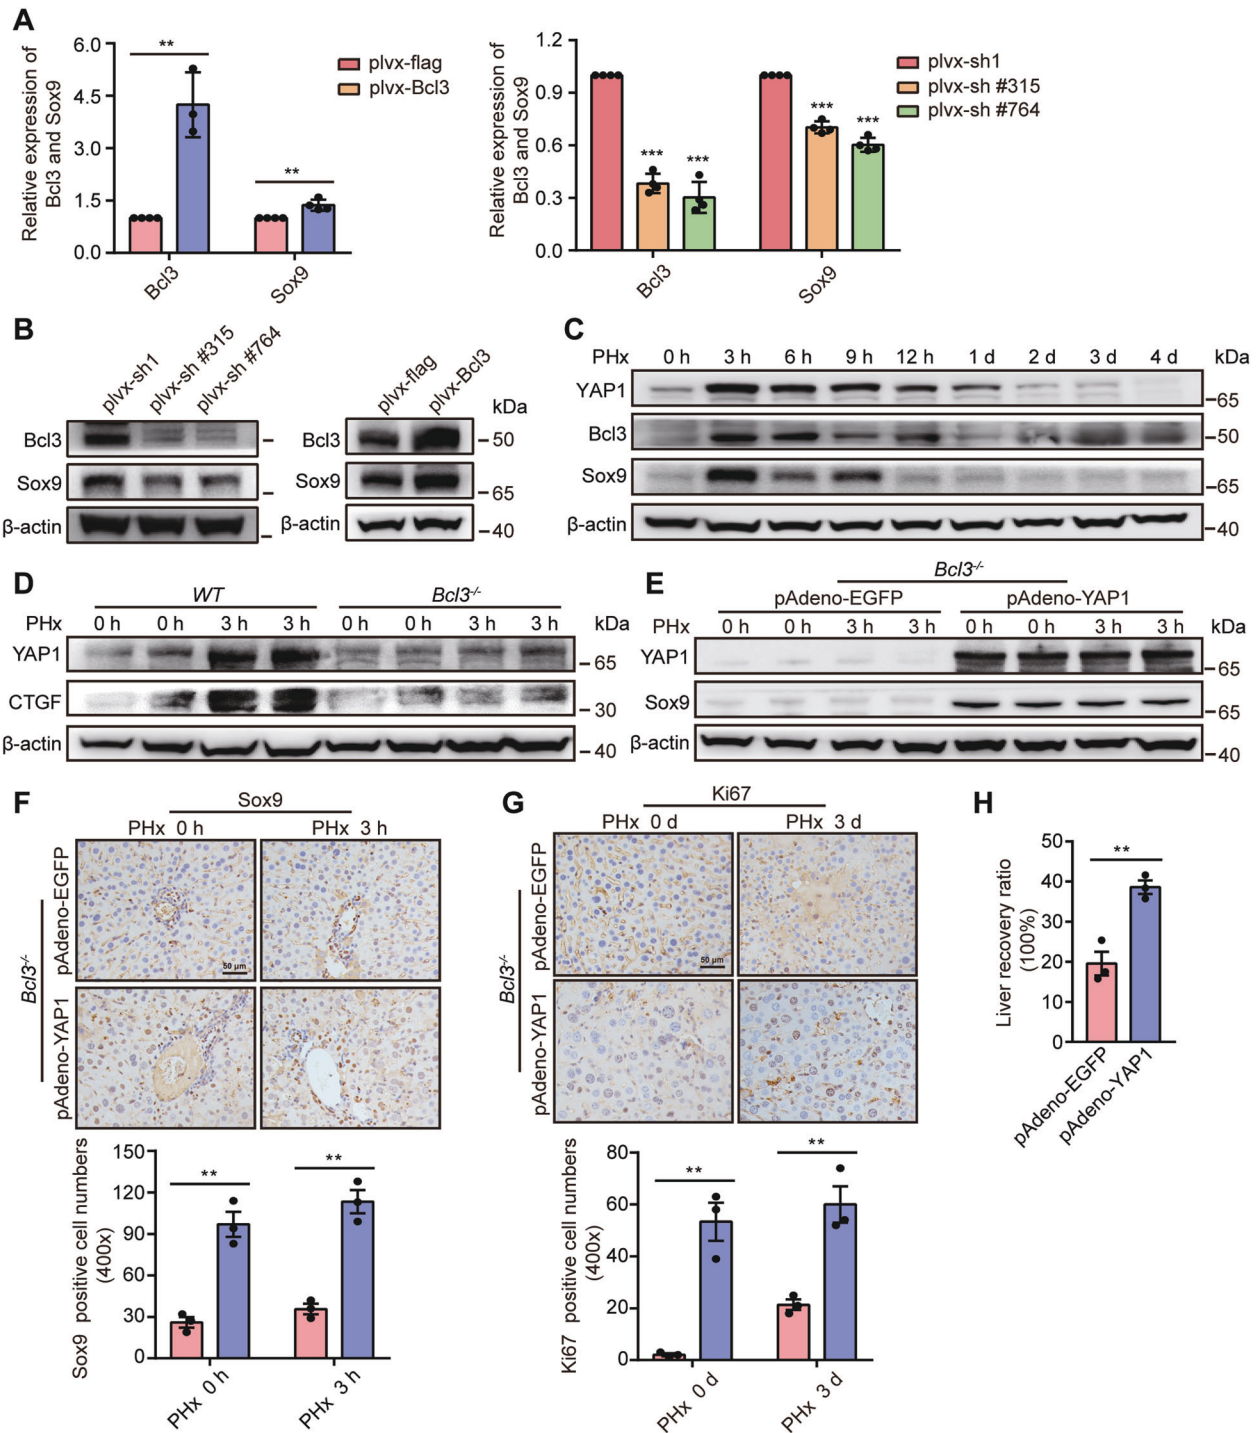 A
Relative expression of
Bcl3 and Sox9
6.0
4.5
3.0
1.5
0.0
**
**
Bcl3
Sox9
plvx-flag
plvx-Bcl3
Relative expression of
Bcl3 and Sox9
1.2
0.9
0.6
0.3
0.0
***
***
***
***
Bcl3
Sox9
plvx-sh1
plvx-sh #315
plvx-sh #764
B
plvx-sh1
plvx-sh #315
plvx-sh #764
Bcl3
Sox9
β-actin
plvx-flag
plvx-Bcl3
kDa
Bcl3
50
Sox9
65
β-actin
40
C
PHx 0 h 3 h 6 h 9 h 12 h 1 d 2 d 3 d 4 d kDa
YAP1
65
Bcl3
50
Sox9
65
β-actin
40
D
WT Bcl3-/-
PHx 0 h 0 h 3 h 3 h 0 h 0 h 3 h 3 h kDa
YAP1
65
CTGF
30
β-actin
40
E
Bcl3-/-
pAdeno-EGFP pAdeno-YAP1
PHx 0 h 0 h 3 h 3 h 0 h 0 h 3 h 3 h kDa
YAP1
65
Sox9
65
β-actin
40
F
Sox9
PHx 0 h PHx 3 h
Bcl3-/-
pAdeno-EGFP
50 μm
pAdeno-YAP1
Sox9 positive cell numbers
(400x)
150
120
90
60
30
0
**
**
PHx 0 h
PHx 3 h
G
Ki67
PHx 0 d PHx 3 d
Bcl3-/-
pAdeno-EGFP
50 μm
pAdeno-YAP1
Ki67 positive cell numbers
(400x)
80
60
40
20
0
**
**
PHx 0 d
PHx 3 d
H
Liver recovery ratio
(100%)
50
40
30
20
10
0
**
pAdeno-EGFP
pAdeno-YAP1